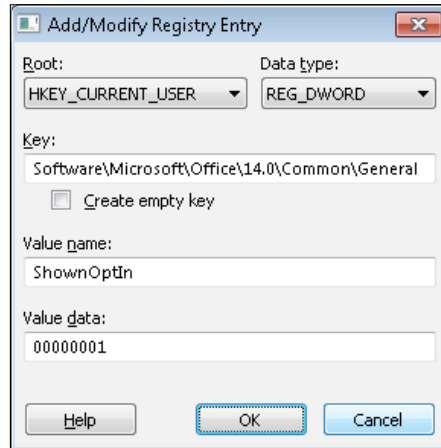 Add/Modify Registry Entry
Root: Data type:
HKEY_CURRENT_USER REG_DWORD
Key:
Software\Microsoft\Office\14.0\Common\General
Create empty key
Value name:
ShownOptIn
Value data:
00000001
Help OK Cancel